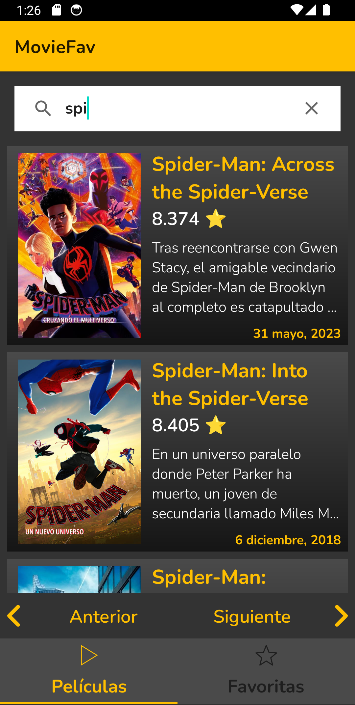 1:26
MovieFav
spi
Spider-Man: Across
the Spider-Verse
8.374 ⭐
Tras reencontrarse con Gwen
Stacy, el amigable vecindario
de Spider-Man de Brooklyn
al completo es catapultado ...
31 mayo, 2023
SPIDER-MAN
CRUZANDO EL MULTIVERSO
Spider-Man: Into
the Spider-Verse
8.405 ⭐
En un universo paralelo
donde Peter Parker ha
muerto, un joven de
secundaria llamado Miles M...
6 diciembre, 2018
SPIDER-MAN
UN NUEVO UNIVERSO
Spider-Man:
Anterior
Siguiente
Películas
Favoritas